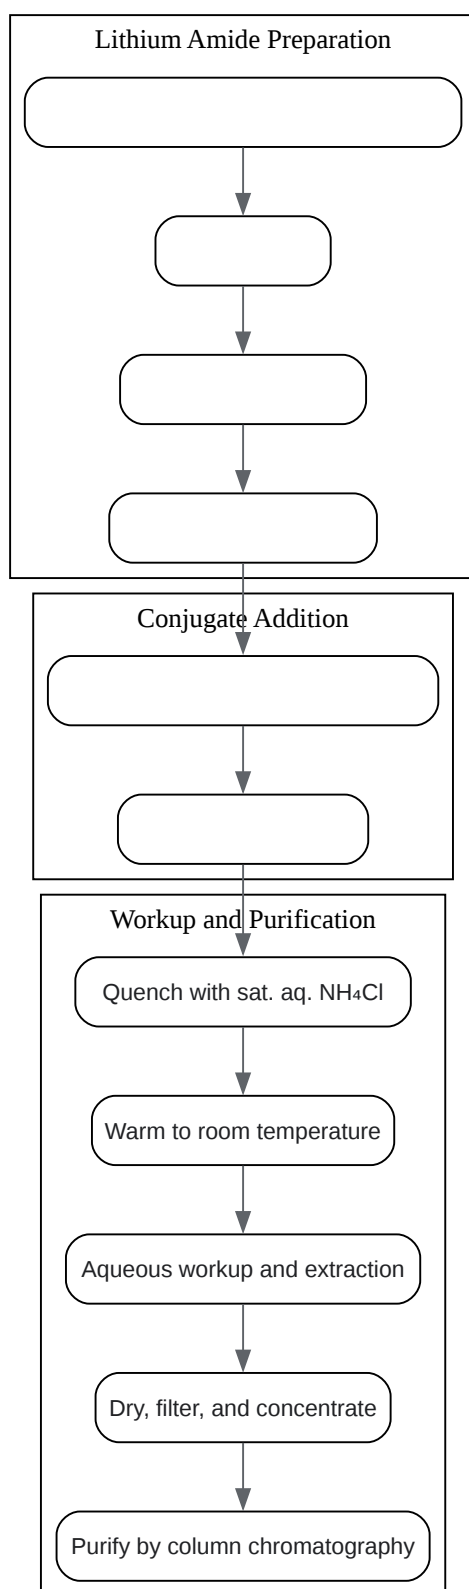 Lithium Amide Preparation
Conjugate Addition
Workup and Purification
Quench with sat. aq. NH₄Cl
Warm to room temperature
Aqueous workup and extraction
Dry, filter, and concentrate
Purify by column chromatography